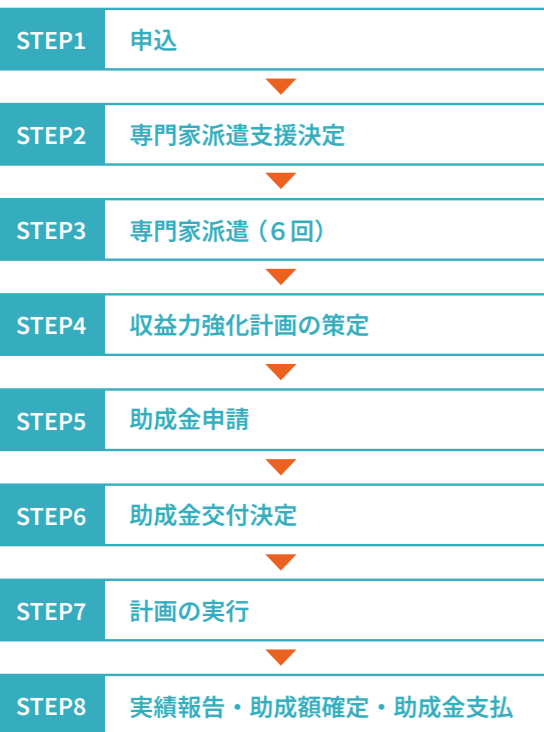 STEP1 申込
STEP2 専門家派遣支援決定
STEP3 専門家派遣（6回）
STEP4 収益力強化計画の策定
STEP5 助成金申請
STEP6 助成金交付決定
STEP7 計画の実行
STEP8 実績報告・助成額確定・助成金支払